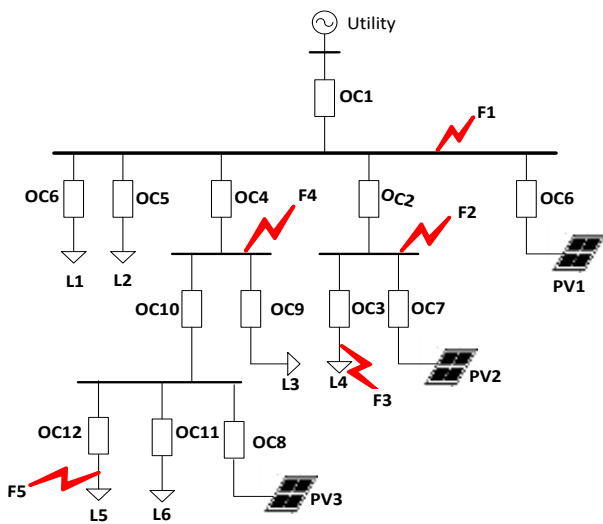 Utility
OC1
F1
OC6
OC5
OC4
OC2
OC6
F4
F2
L1
L2
PV1
OC10
OC9
OC3
OC7
L3
L4
PV2
F3
OC12
OC11
OC8
F5
L5
L6
PV3